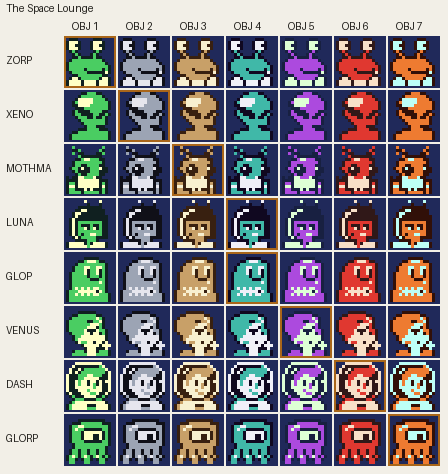 The Space Lounge
OBJ 1 OBJ 2 OBJ 3 OBJ 4 OBJ 5 OBJ 6 OBJ 7
ZORP
XENO
MOTHMA
LUNA
GLOP
VENUS
DASH
GLORP